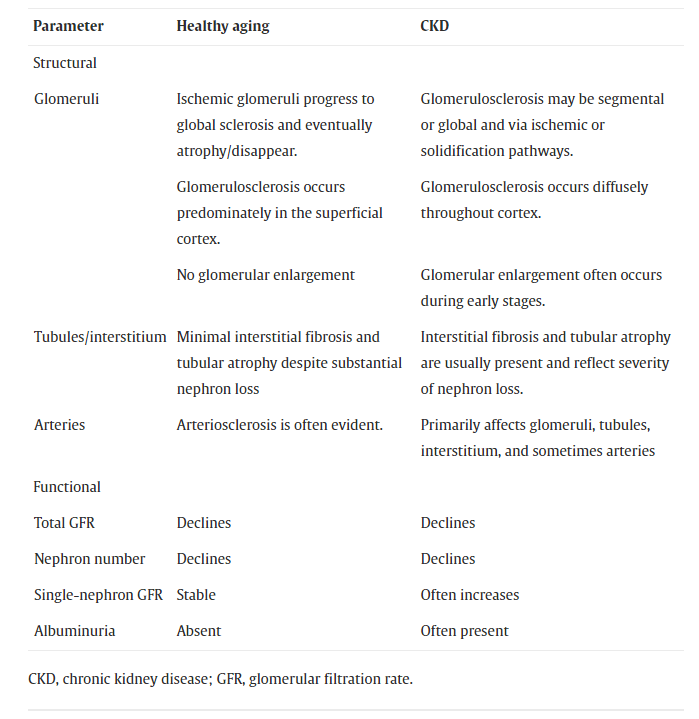 Parameter Healthy aging CKD
Structural
Glomeruli Ischemic glomeruli progress to Glomerulosclerosis may be segmental
global sclerosis and eventually or global and via ischemic or
atrophy/disappear. solidification pathways.
Glomerulosclerosis occurs Glomerulosclerosis occurs diffusely
predominately in the superficial throughout cortex.
cortex.
No glomerular enlargement Glomerular enlargement often occurs
during early stages.
Tubules/interstitium Minimal interstitial fibrosis and Interstitial fibrosis and tubular atrophy
tubular atrophy despite substantial are usually present and reflect severity
nephron loss of nephron loss.
Arteries Arteriosclerosis is often evident. Primarily affects glomeruli, tubules,
interstitium, and sometimes arteries
Functional
Total GFR Declines Declines
Nephron number Declines Declines
Single-nephron GFR Stable Often increases
Albuminuria Absent Often present
CKD, chronic kidney disease; GFR, glomerular filtration rate.